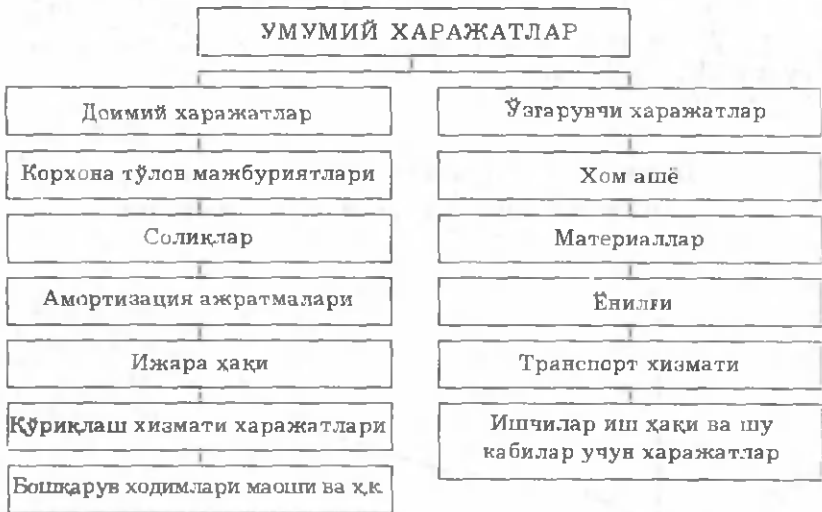 УМУМИЙ ХАРАЖАТЛАР
Доимий харажатлар
Корхона тўлов мажбуриятлари
Солиқлар
Амортизация ажратмалари
Ижара ҳақи
Қўриқлаш хизмати харажатлари
Бошқарув ходимлари маоши ва ҳ.к.
Ўзгарувчи харажатлар
Хом ашё
Материаллар
Ёнилғи
Транспорт хизмати
Ишчилар иш ҳақи ва шу
кабилар учун харажатлар